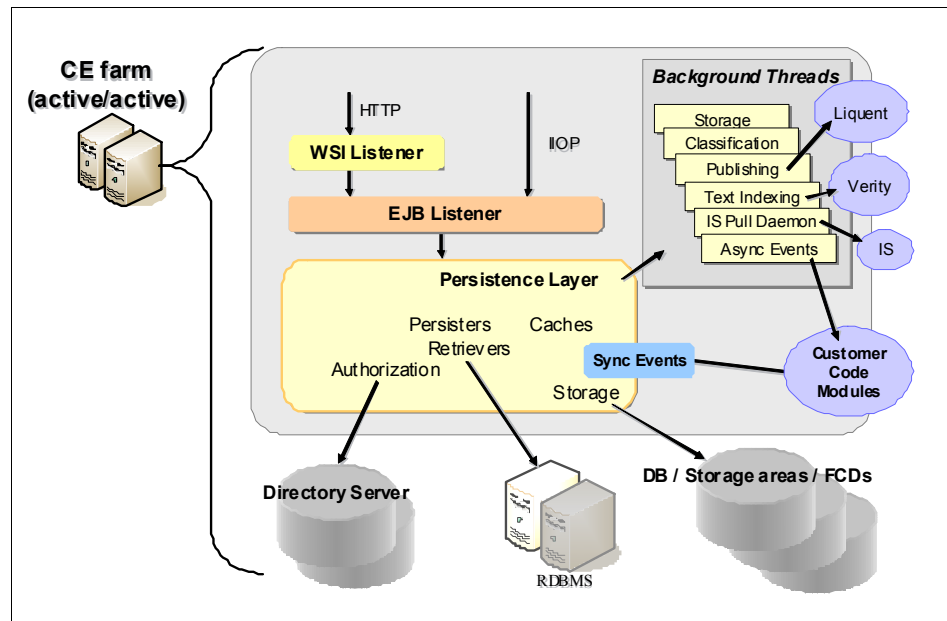 CE farm
(active/active)
HTTP
IIOP
WSI Listener
EJB Listener
Persistence Layer
Persisters
Caches
Retrievers
Authorization
Sync Events
Storage
Background Threads
Storage
Classification
Publishing
Text Indexing
IS Pull Daemon
Async Events
Liquent
Verity
IS
Customer
Code
Modules
Directory Server
RDBMS
DB / Storage areas / FCDs